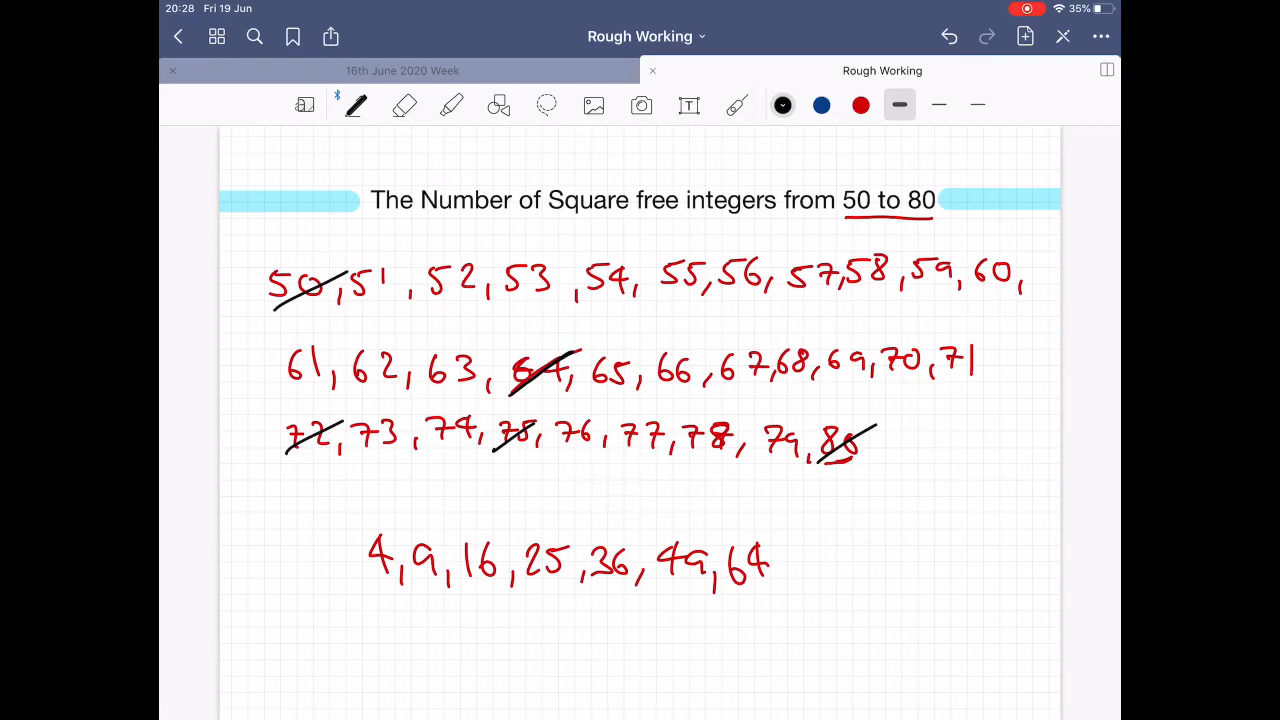 20:28 Fri 19 Jun
35%
Rough Working
16th June 2020 Week
Rough Working
T
The Number of Square free integers from 50 to 80
50, 51, 52, 53, 54, 55, 56, 57, 58, 59, 60,
61, 62, 63, 64, 65, 66, 67, 68, 69, 70, 71
72, 73, 74, 75, 76, 77, 78, 79, 80
4, 9, 16, 25, 36, 49, 64